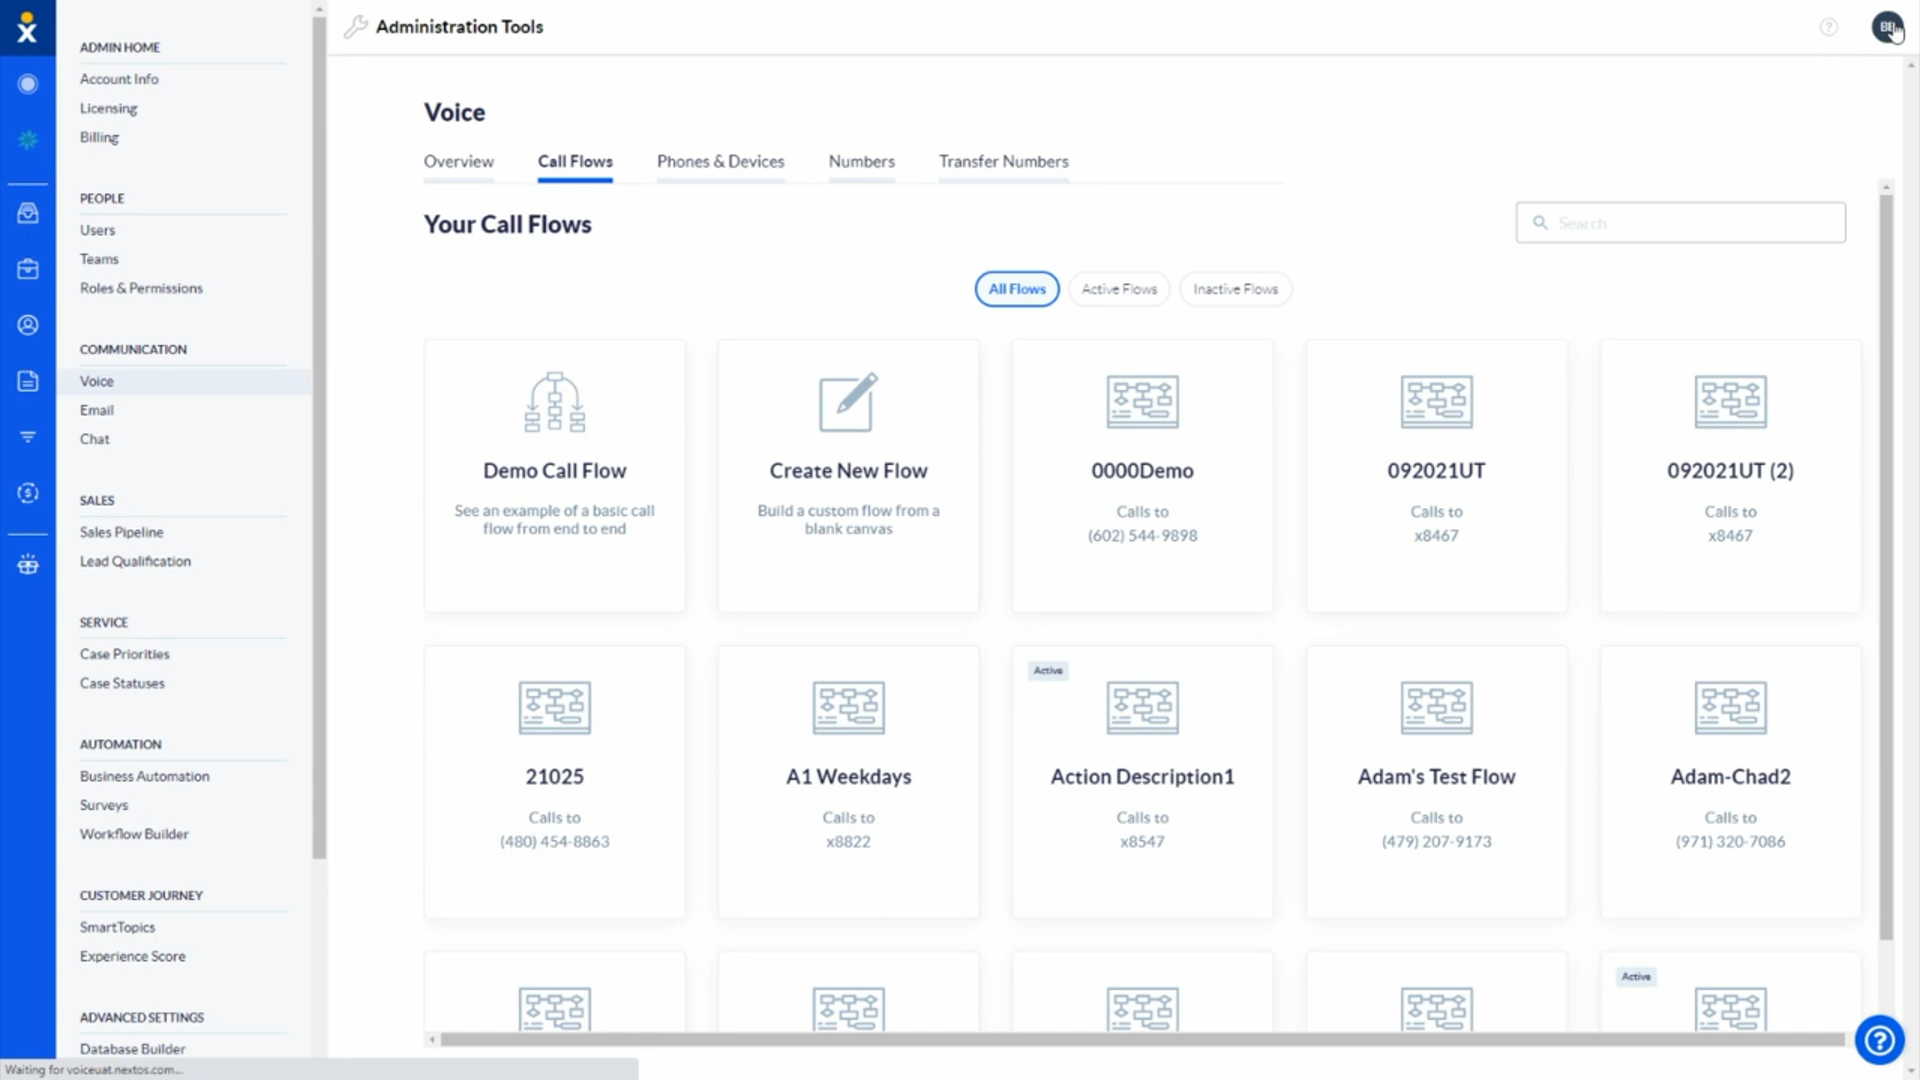 Administration Tools
ADMIN HOME
Account Info
Licensing
Billing
PEOPLE
Users
Teams
Roles & Permissions
COMMUNICATION
Voice
Email
Chat
SALES
Sales Pipeline
Lead Qualification
SERVICE
Case Priorities
Case Statuses
AUTOMATION
Business Automation
Surveys
Workflow Builder
CUSTOMER JOURNEY
SmartTopics
Experience Score
ADVANCED SETTINGS
Database Builder
Waiting for voiceuat.nextos.com...
Voice
Overview Call Flows Phones & Devices Numbers Transfer Numbers
Your Call Flows
Search
All Flows Active Flows Inactive Flows
Demo Call Flow
See an example of a basic call
flow from end to end
Create New Flow
Build a custom flow from a
blank canvas
0000Demo
Calls to
(602) 544-9898
092021UT
Calls to
x8467
092021UT (2)
Calls to
x8467
21025
Calls to
(480) 454-8863
A1 Weekdays
Calls to
x8822
Active
Action Description1
Calls to
x8547
Adam's Test Flow
Calls to
(479) 207-9173
Adam-Chad2
Calls to
(971) 320-7086
Active